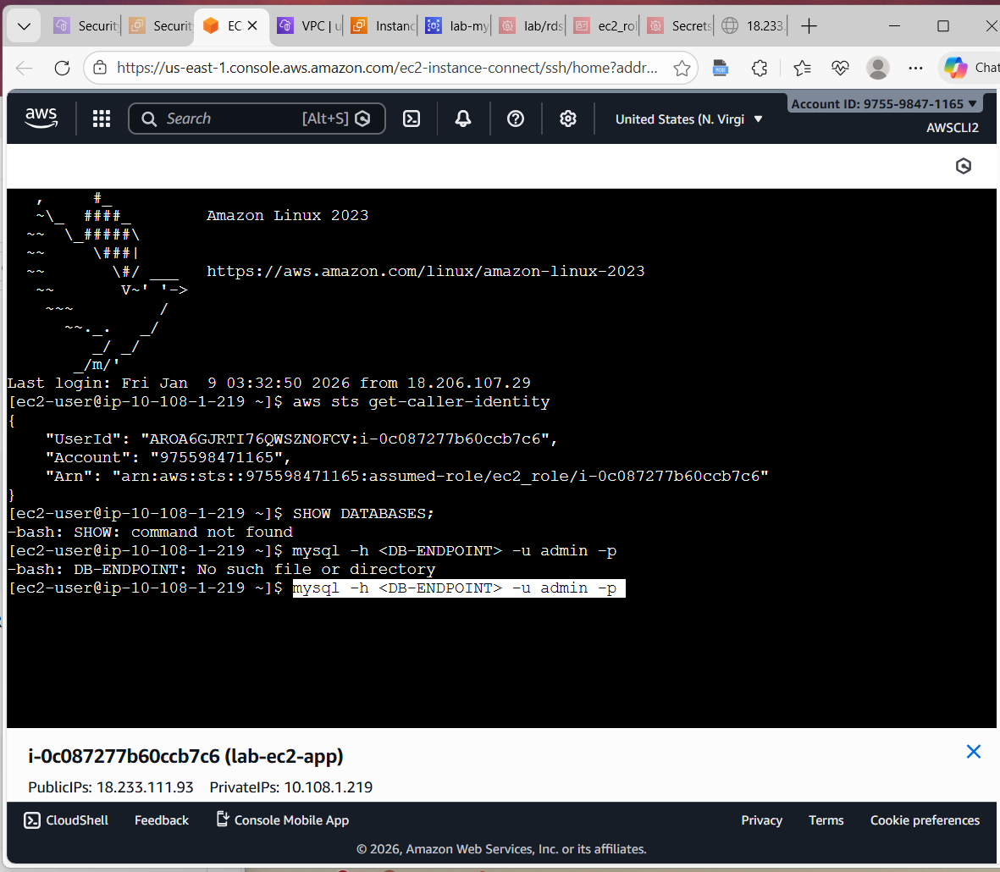 Securit
Securit
EC
VPC | u
Instanc
lab-my
lab/rds
ec2_rol
Secrets
18.233.
https://us-east-1.console.aws.amazon.com/ec2-instance-connect/ssh/home?addr...
Chat
aws
Search [Alt+S]
United States (N. Virgi
Account ID: 9755-9847-1165
AWSCLI2
,      #_
~\_  ####_        Amazon Linux 2023
~~  \_#####\
~~     \###|
~~       \#/ ___   https://aws.amazon.com/linux/amazon-linux-2023
~~       V~' '->
~~~         /
~~._.   _/
_/ _/
_/m/'
Last login: Fri Jan  9 03:32:50 2026 from 18.206.107.29
[ec2-user@ip-10-108-1-219 ~]$ aws sts get-caller-identity
{
"UserId": "AROA6GJRTI76QWSZNOFCV:i-0c087277b60ccb7c6",
"Account": "975598471165",
"Arn": "arn:aws:sts::975598471165:assumed-role/ec2_role/i-0c087277b60ccb7c6"
}
[ec2-user@ip-10-108-1-219 ~]$ SHOW DATABASES;
-bash: SHOW: command not found
[ec2-user@ip-10-108-1-219 ~]$ mysql -h <DB-ENDPOINT> -u admin -p
-bash: DB-ENDPOINT: No such file or directory
[ec2-user@ip-10-108-1-219 ~]$ mysql -h <DB-ENDPOINT> -u admin -p
i-0c087277b60ccb7c6 (lab-ec2-app)
PublicIPs: 18.233.111.93 PrivateIPs: 10.108.1.219
CloudShell Feedback Console Mobile App Privacy Terms Cookie preferences
© 2026, Amazon Web Services, Inc. or its affiliates.